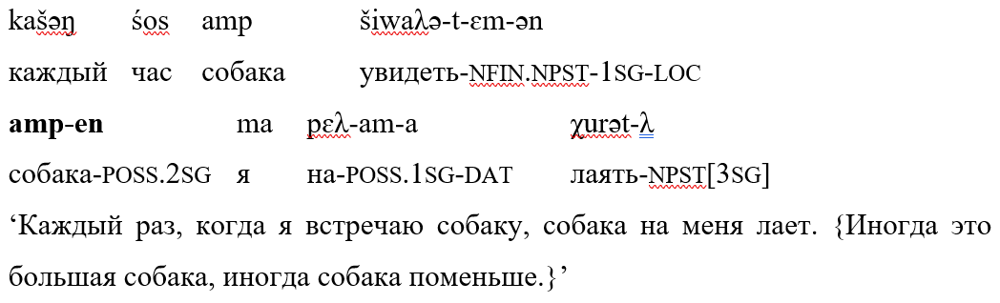 kašəŋ śos amp šiwaλə-t-ɛm-ən
каждый час собака увидеть-NFIN.NPST-1SG-LOC
amp-en ma pɛλ-am-a χurət-λ
собака-POSS.2SG я на-POSS.1SG-DAT лаять-NPST[3SG]
‘Каждый раз, когда я встречаю собаку, собака на меня лает. {Иногда это
большая собака, иногда собака поменьше.}’